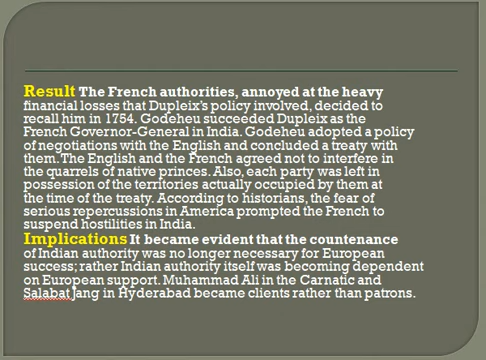 Result The French authorities, annoyed at the heavy
financial losses that Dupleix's policy involved, decided to
recall him in 1754. Godeheu succeeded Dupleix as the
French Governor-General in India. Godeheu adopted a policy
of negotiations with the English and concluded a treaty with
them. The English and the French agreed not to interfere in
the quarrels of native princes. Also, each party was left in
possession of the territories actually occupied by them at
the time of the treaty. According to historians, the fear of
serious repercussions in America prompted the French to
suspend hostilities in India.
Implications It became evident that the countenance
of Indian authority was no longer necessary for European
success; rather Indian authority itself was becoming dependent
on European support. Muhammad Ali in the Carnatic and
Salabat Jang in Hyderabad became clients rather than patrons.